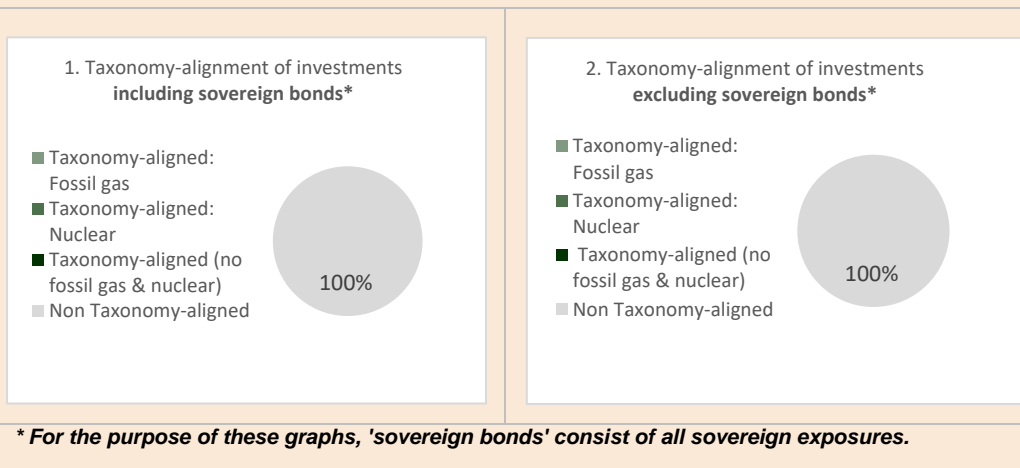 1. Taxonomy-alignment of investments
including sovereign bonds*
Taxonomy-aligned:
Fossil gas
Taxonomy-aligned:
Nuclear
Taxonomy-aligned (no
fossil gas & nuclear)
Non Taxonomy-aligned
100%
2. Taxonomy-alignment of investments
excluding sovereign bonds*
Taxonomy-aligned:
Fossil gas
Taxonomy-aligned:
Nuclear
Taxonomy-aligned (no
fossil gas & nuclear)
Non Taxonomy-aligned
100%
* For the purpose of these graphs, 'sovereign bonds' consist of all sovereign exposures.